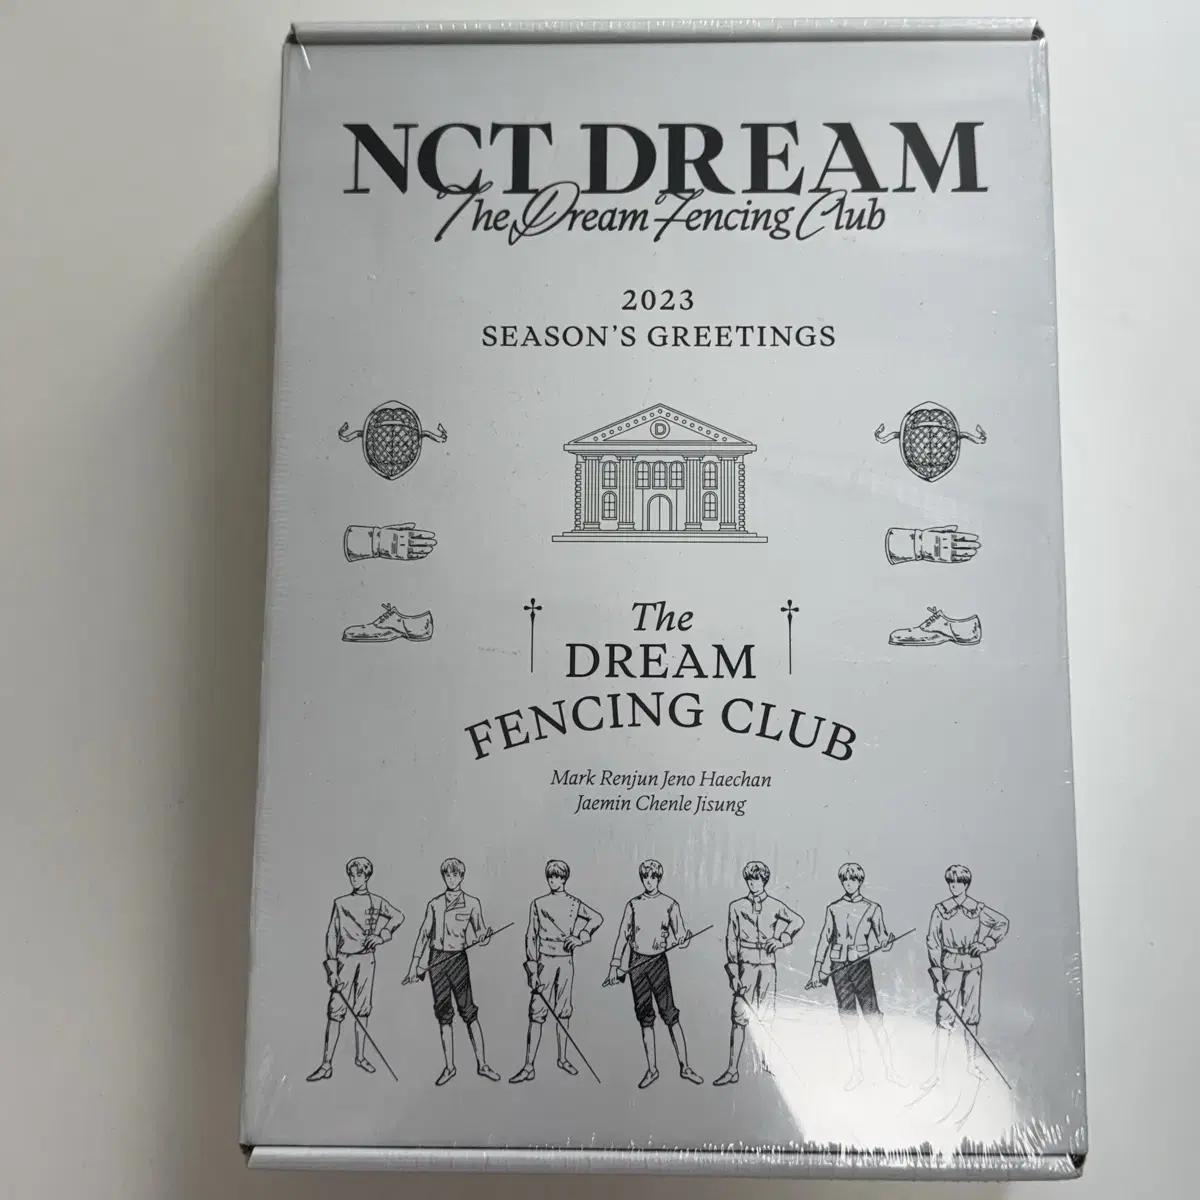 NCT DREAM
The Dream Fencing Club
2023
SEASON'S GREETINGS
D
The
DREAM
FENCING CLUB
Mark Renjun Jeno Haechan
Jaemin Chenle Jisung